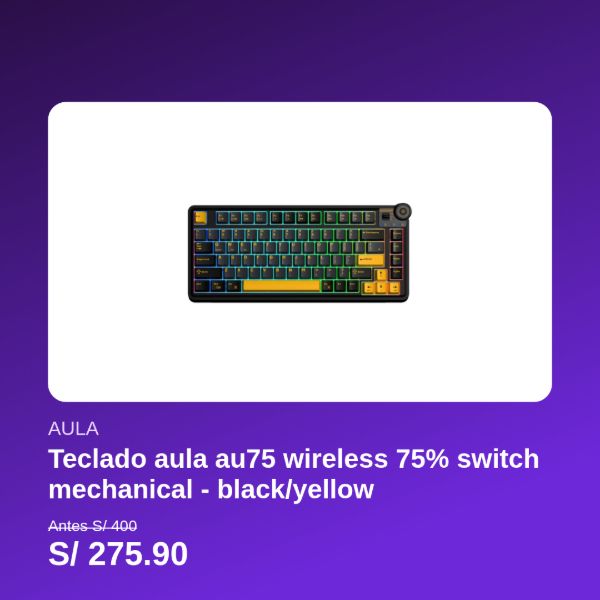 AULA
Teclado aula au75 wireless 75% switch
mechanical - black/yellow
Antes S/ 400
S/ 275.90